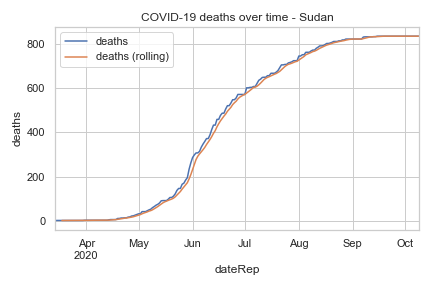 COVID-19 deaths over time - Sudan
deaths
deaths (rolling)
800
600
400
200
0
deaths
Apr May Jun Jul Aug Sep Oct
2020
dateRep